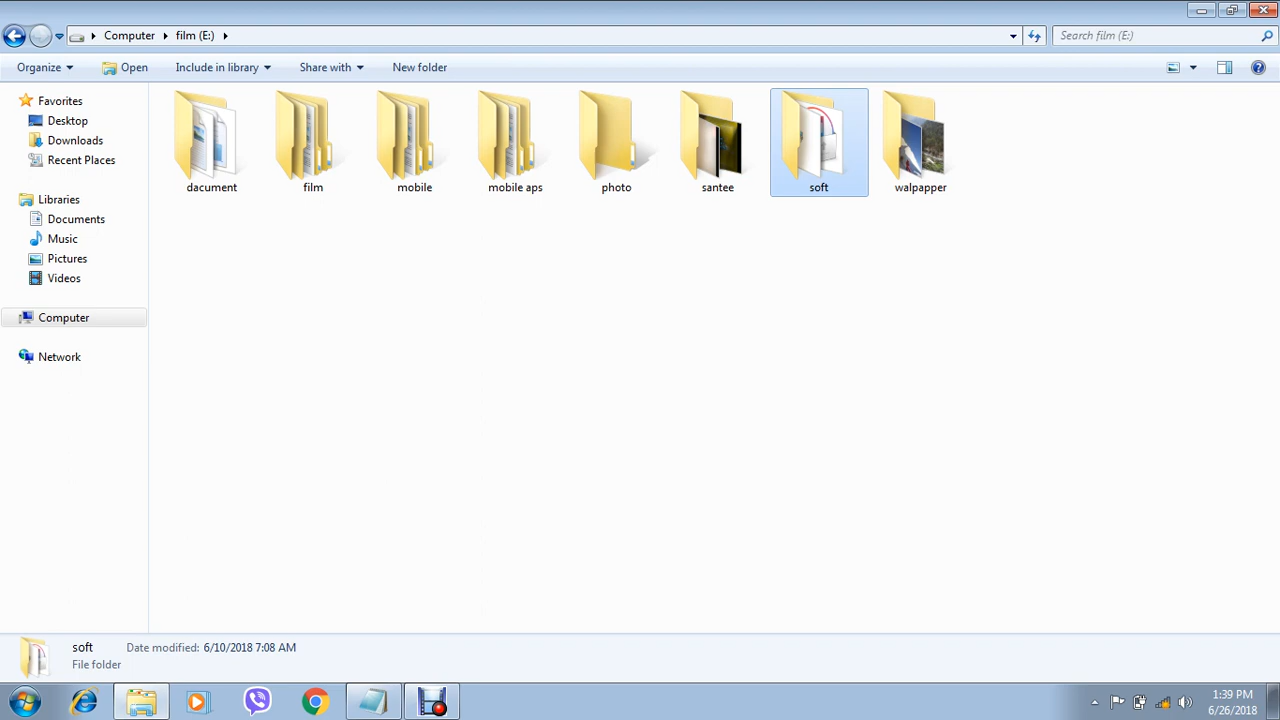 Computer film (E:)
Search film (E:)
Organize Open Include in library Share with New folder
Favorites
Desktop
Downloads
Recent Places
Libraries
Documents
Music
Pictures
Videos
Computer
Network
dacument film mobile mobile aps photo santee soft walpapper
soft Date modified: 6/10/2018 7:08 AM
File folder
1:39 PM
6/26/2018